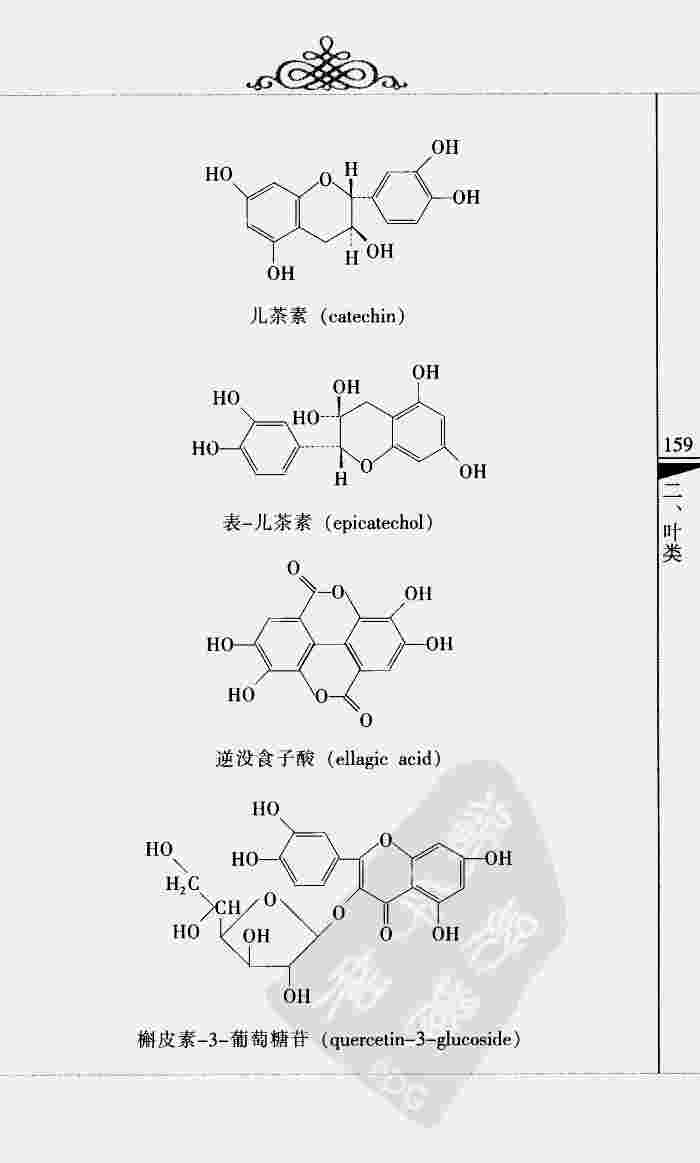 HO
O
H
OH
OH
H
OH
OH
儿茶素 (catechin)
HO
HO
OH
HO
H
O
OH
OH
表-儿茶素 (epicatechol)
159
二、叶类
O
O
OH
HO
OH
HO
O
O
逆没食子酸 (ellagic acid)
HO
HO
O
OH
HO
H₂C
CH
O
O
O
OH
HO
OH
OH
槲皮素-3-葡萄糖苷 (quercetin-3-glucoside)